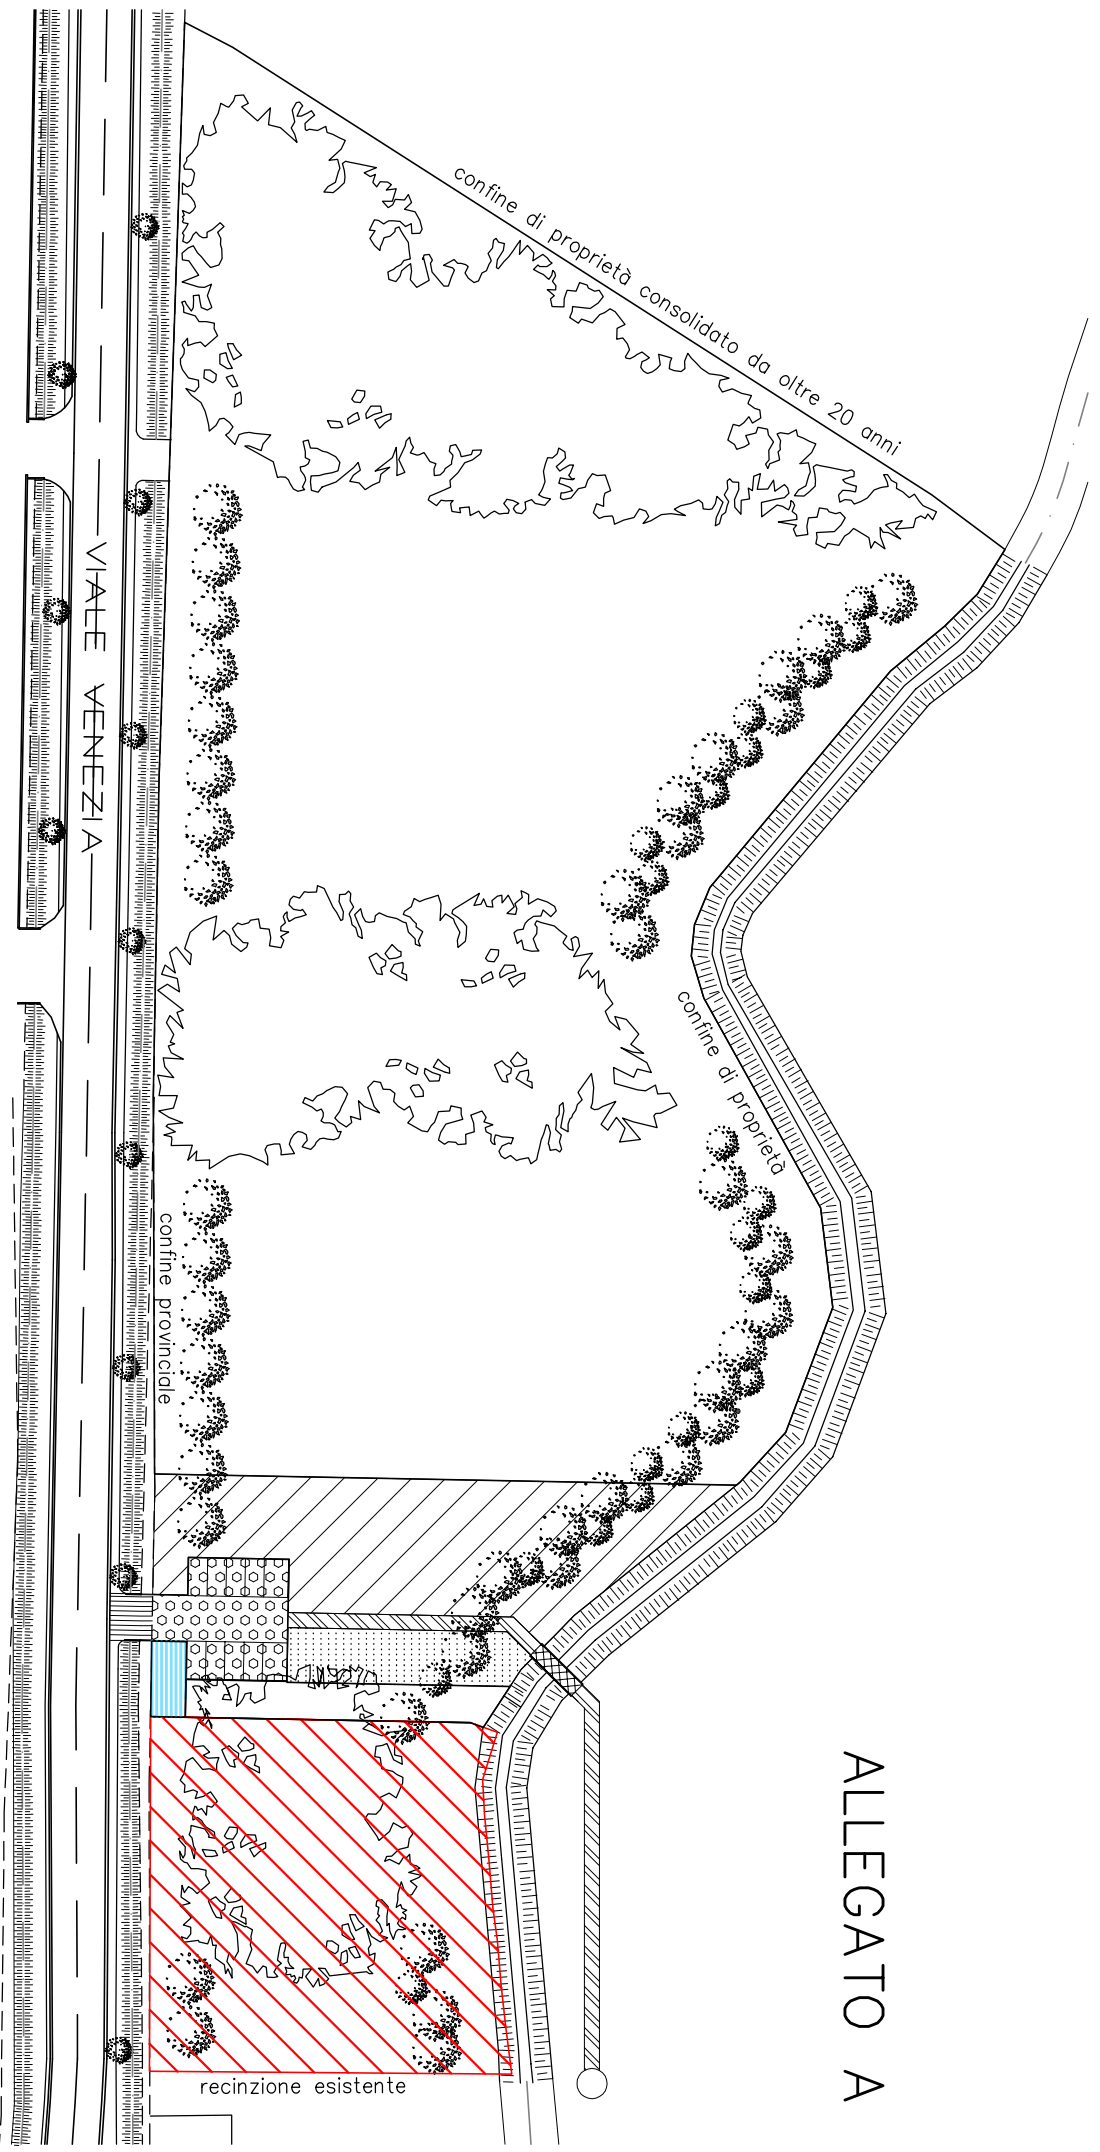 ALLEGATO A
confine di proprietà consolidato da oltre 20 anni
VIALE VENEZIA
confine di proprietà
confine provinciale
recinzione esistente